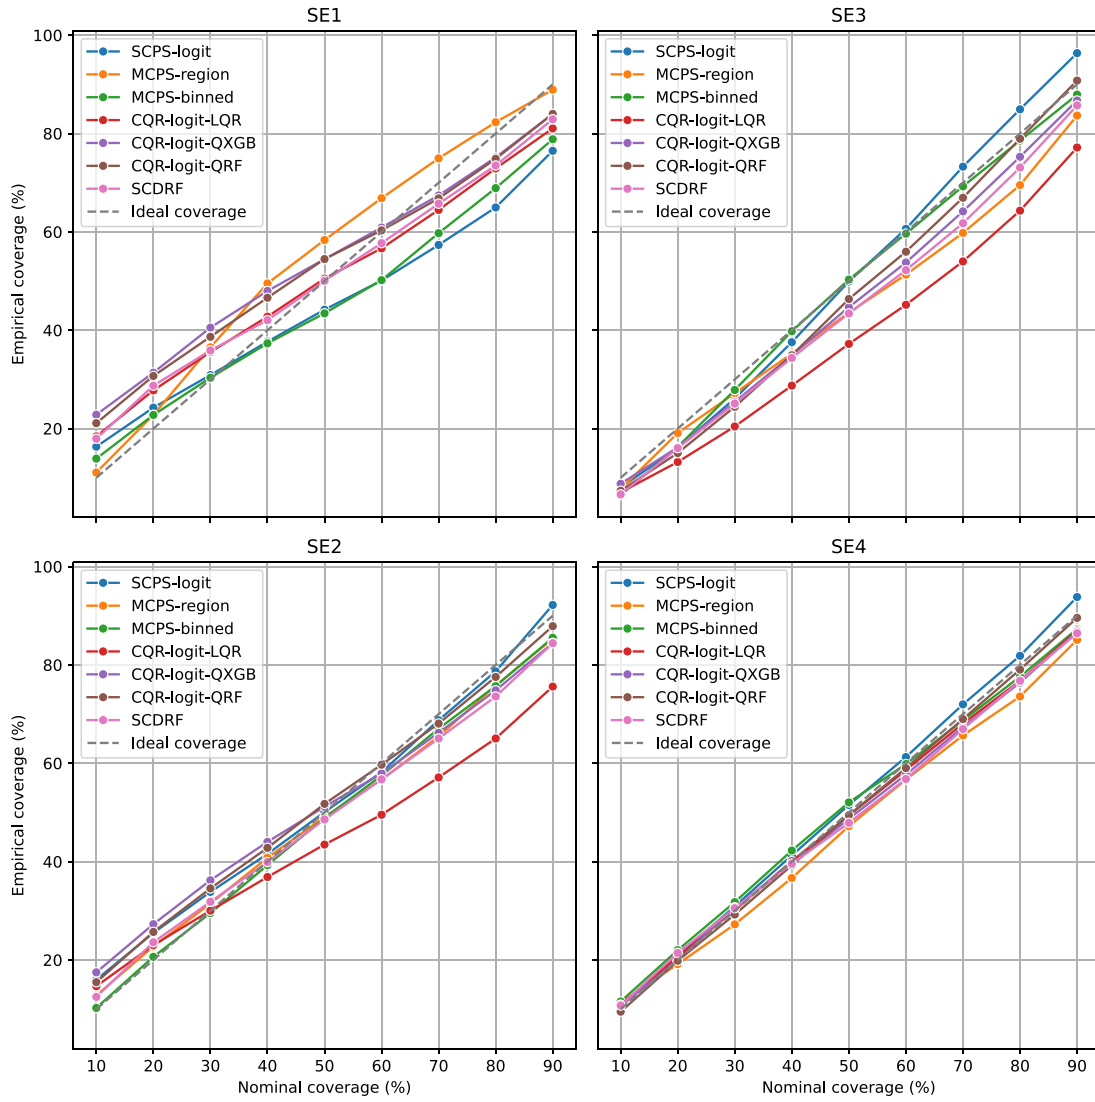 SE1
100
80
60
40
20
Empirical coverage (%)
SCPS-logit
MCPS-region
MCPS-binned
CQR-logit-LQR
CQR-logit-QXGB
CQR-logit-QRF
SCDRF
Ideal coverage
SE3
SCPS-logit
MCPS-region
MCPS-binned
CQR-logit-LQR
CQR-logit-QXGB
CQR-logit-QRF
SCDRF
Ideal coverage
SE2
100
80
60
40
20
Empirical coverage (%)
SCPS-logit
MCPS-region
MCPS-binned
CQR-logit-LQR
CQR-logit-QXGB
CQR-logit-QRF
SCDRF
Ideal coverage
10 20 30 40 50 60 70 80 90
Nominal coverage (%)
SE4
SCPS-logit
MCPS-region
MCPS-binned
CQR-logit-LQR
CQR-logit-QXGB
CQR-logit-QRF
SCDRF
Ideal coverage
10 20 30 40 50 60 70 80 90
Nominal coverage (%)